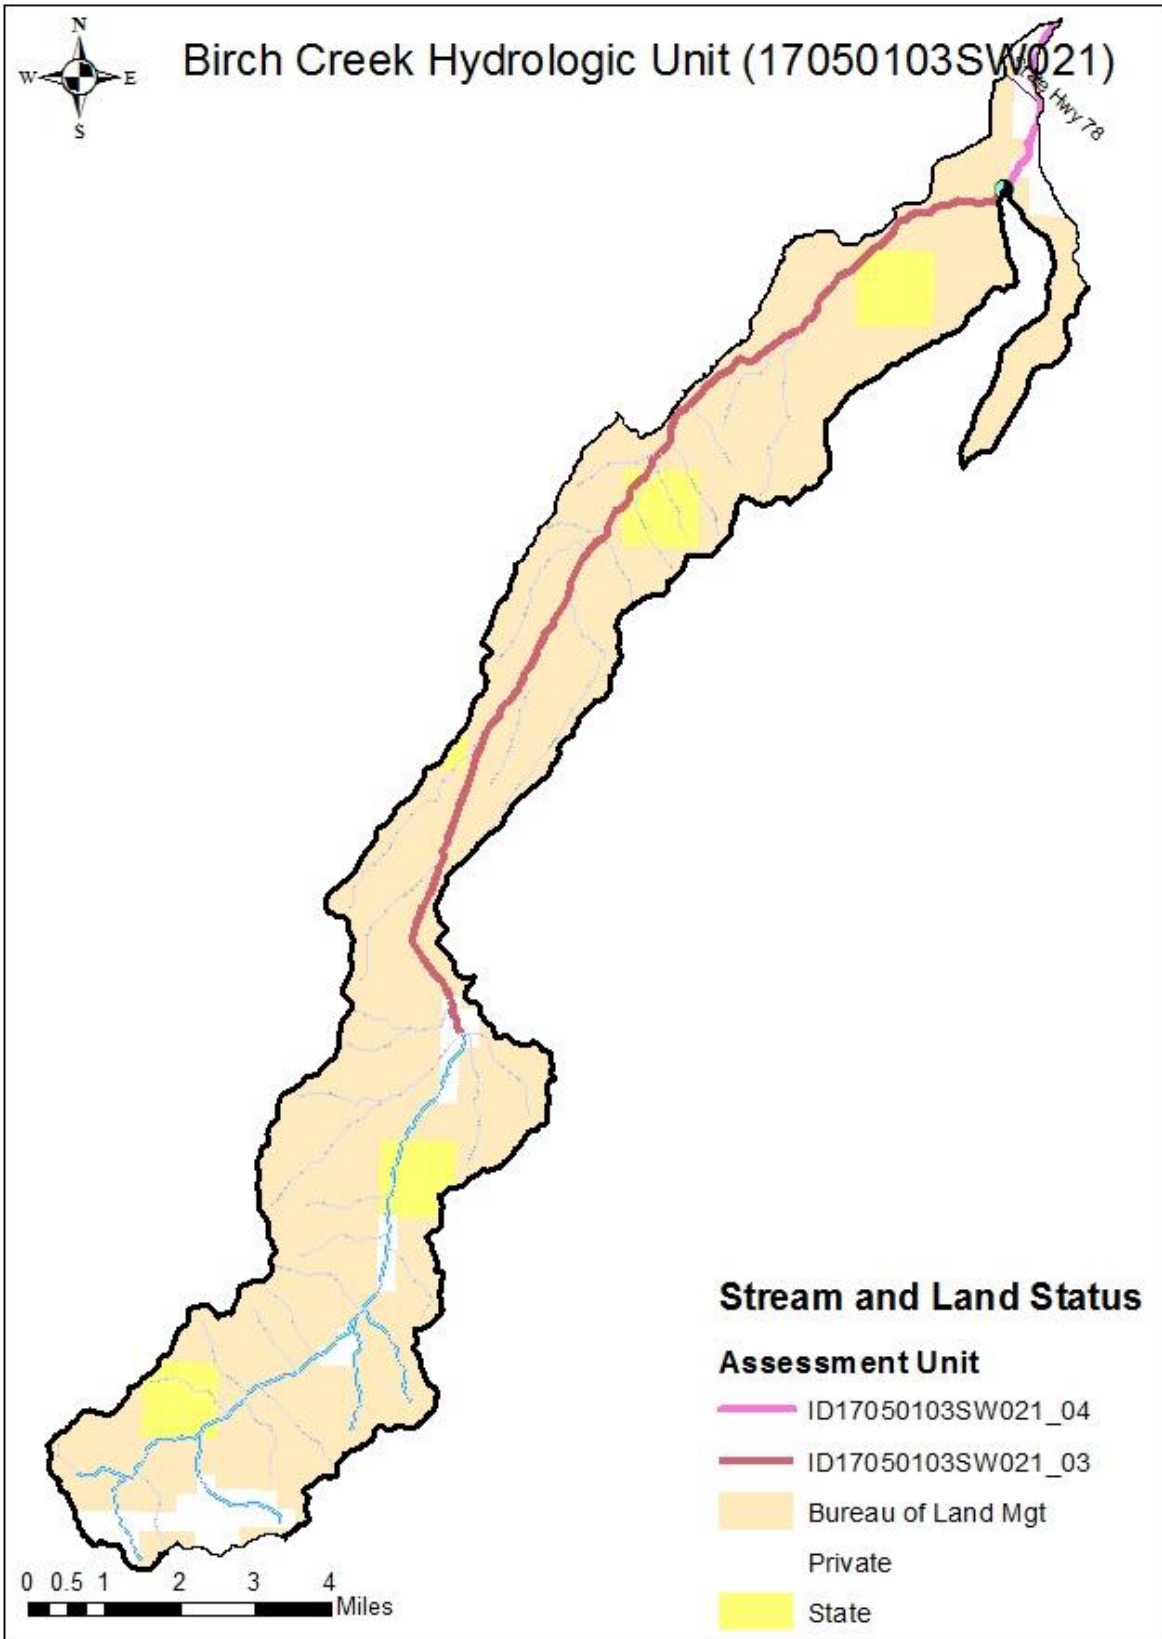 N
W E
S
Birch Creek Hydrologic Unit (17050103SW021)
Hwy 78
Stream and Land Status
Assessment Unit
ID17050103SW021_04
ID17050103SW021_03
Bureau of Land Mgt
Private
State
0 0.5 1 2 3 4
Miles